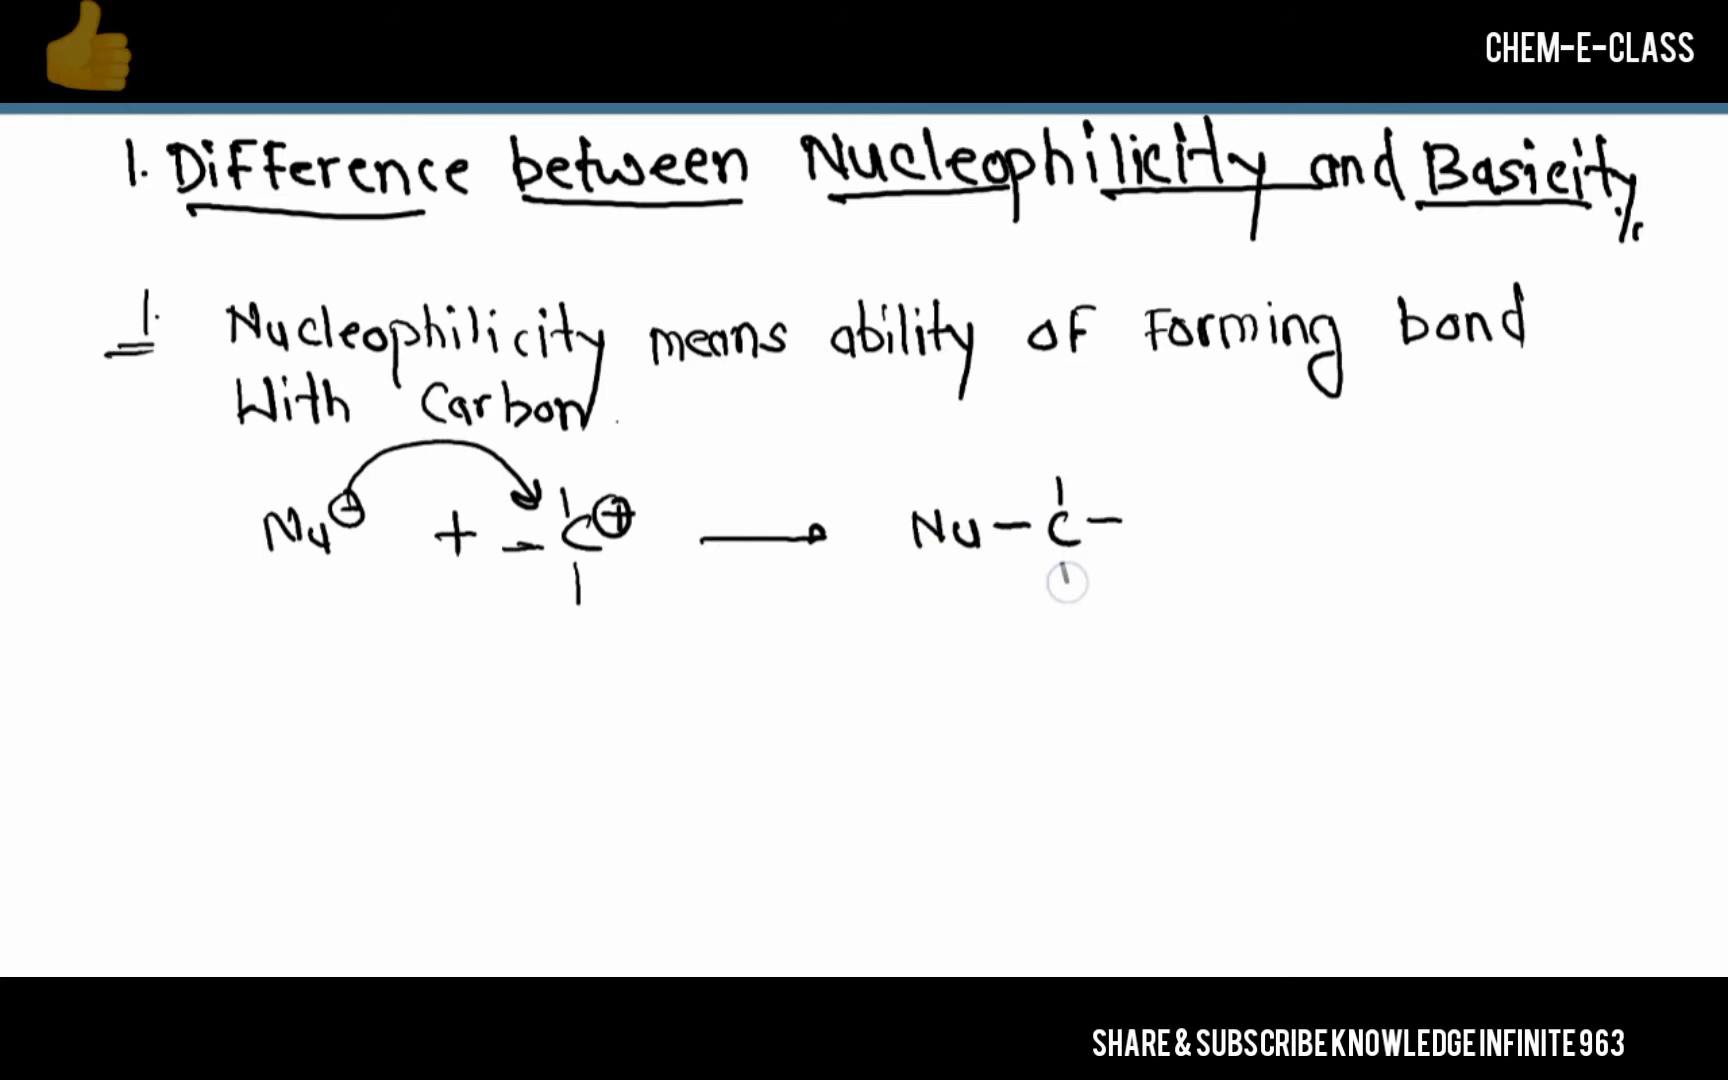 CHEM-E-CLASS
1. Difference between Nucleophilicity and Basicity
1. Nucleophilicity means ability of Forming bond
With Carbon.
Nu⊖ + –C⊕ → Nu–C–
SHARE & SUBSCRIBE KNOWLEDGE INFINITE 963